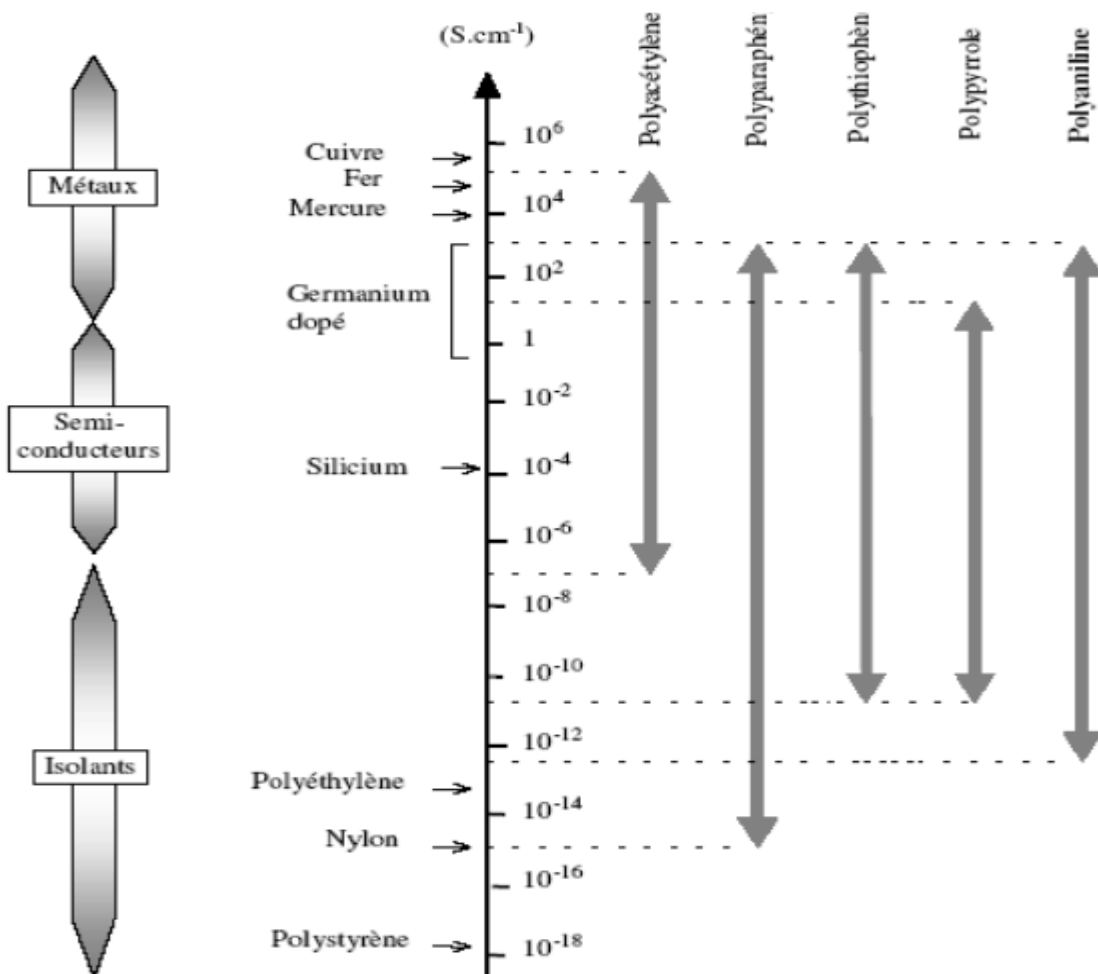 (S.cm⁻¹)
Polyacétylène
Polyparaphén
Polythiophèn
Polypyrrole
Polyaniline
Métaux
Semi-
conducteurs
Isolants
Cuivre
Fer
Mercure
Germanium
dopé
Silicium
Polyéthylène
Nylon
Polystyrène
10⁶
10⁴
10²
1
10⁻²
10⁻⁴
10⁻⁶
10⁻⁸
10⁻¹⁰
10⁻¹²
10⁻¹⁴
10⁻¹⁶
10⁻¹⁸